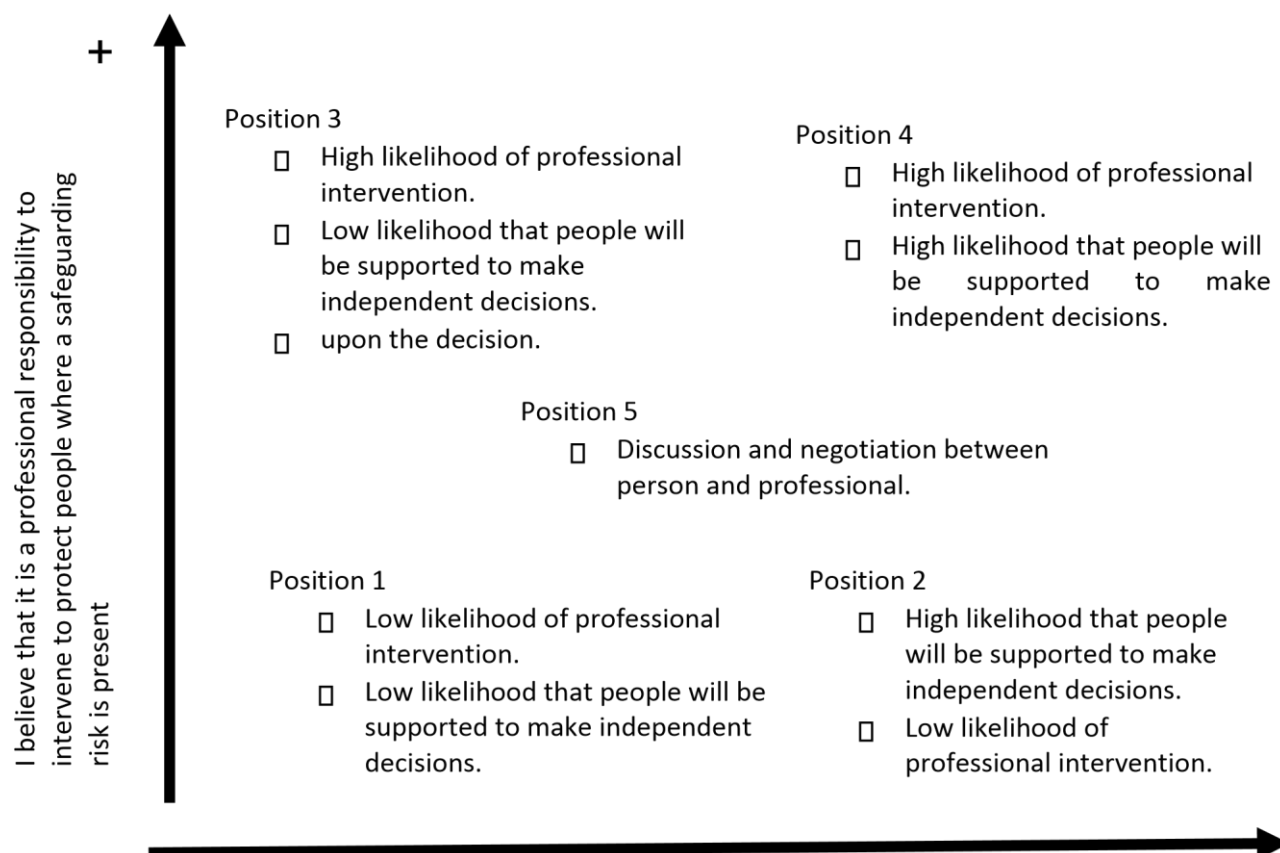 +
I believe that it is a professional responsibility to
intervene to protect people where a safeguarding
risk is present
Position 3
High likelihood of professional
intervention.
Low likelihood that people will
be supported to make
independent decisions.
upon the decision.
Position 4
High likelihood of professional
intervention.
High likelihood that people will
be supported to make
independent decisions.
Position 5
Discussion and negotiation between
person and professional.
Position 1
Low likelihood of professional
intervention.
Low likelihood that people will be
supported to make independent
decisions.
Position 2
High likelihood that people
will be supported to make
independent decisions.
Low likelihood of
professional intervention.